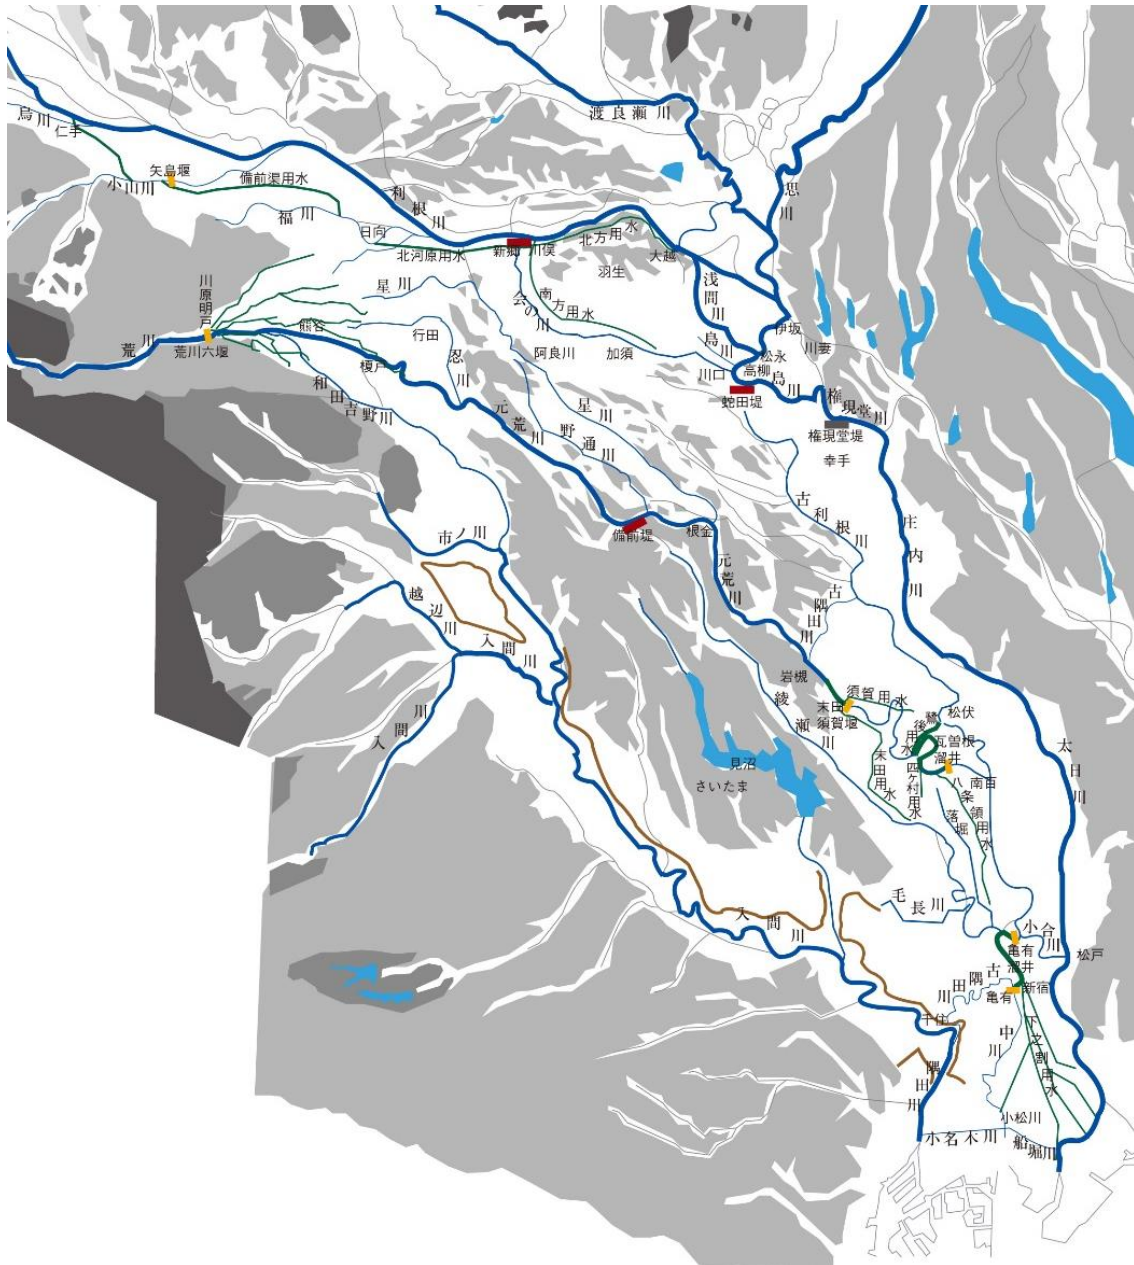 渡良瀬川
烏川
仁手
矢島堰
小山川
備前渠用水
利根川
思川
福川
日向
北河原用水
新郷
川俣
北方用水
羽生
大越
川原明戸
星川
会の川
南方用水
浅間川
熊谷
行田
荒川
荒川六堰
榎戸
忍川
阿良川
加須
島川
伊坂
川妻
松永
高柳
川口
島川
蛇田堤
権現堂川
権現堂堤
幸手
和田吉野川
元荒川
野通川
星川
古利根川
庄内川
市ノ川
備前堤
根金
元荒川
越辺川
入間川
古隅田川
岩槻
入間川
綾瀬川
末田
須賀堰
須賀用水
鷺後用水
松伏
瓦曽根
溜井
末田用水
四ヶ村用水
八条領用水
南百
落堀
太日川
見沼
さいたま
毛長川
入間川
小合川
亀有
溜井
松戸
古隅田川
亀有
新宿
千住
中川
下之割用水
隅田川
小松川
小名木川
船堀川